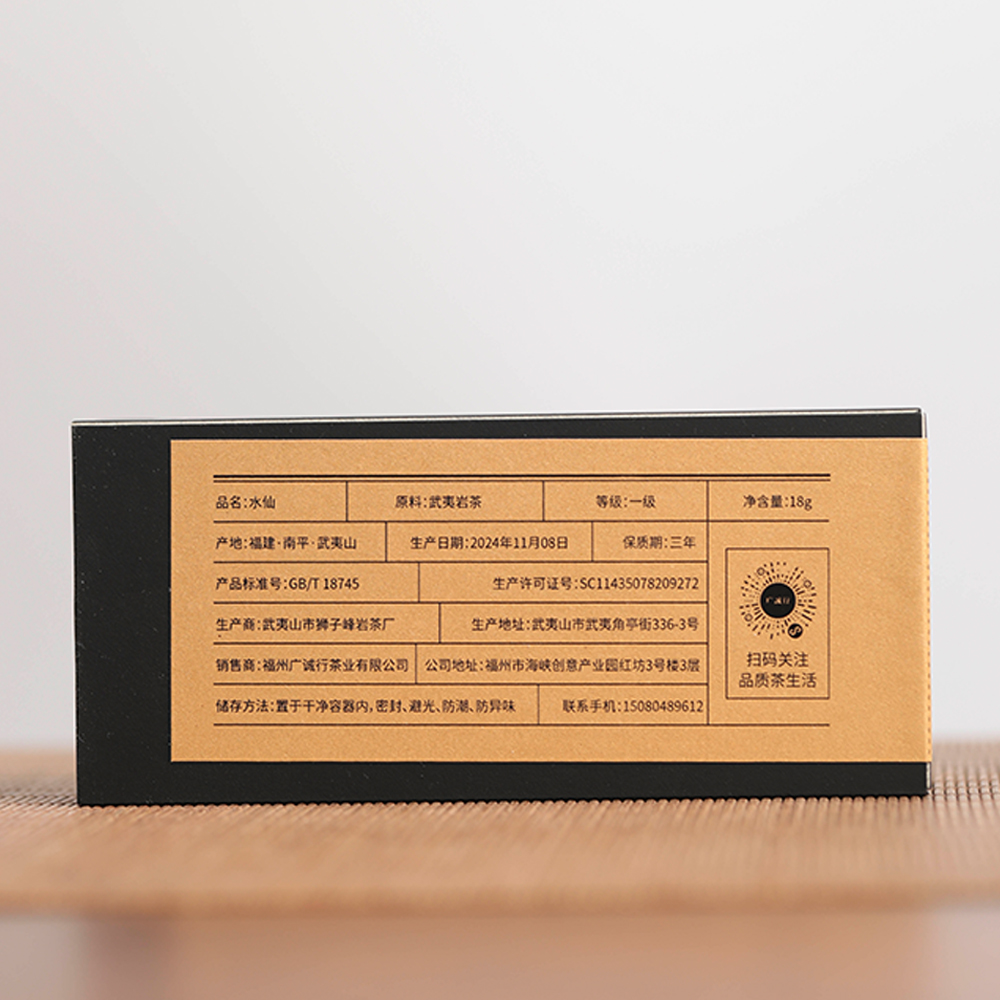 品名:水仙 原料:武夷岩茶 等级:一级 净含量:18g
产地:福建·南平·武夷山 生产日期:2024年11月08日 保质期:三年
产品标准号:GB/T 18745 生产许可证号:SC11435078209272
生产商:武夷山市狮子峰岩茶厂 生产地址:武夷山市武夷角亭街336-3号
销售商:福州广诚行茶业有限公司 公司地址:福州市海峡创意产业园红坊3号楼3层
储存方法:置于干净容器内,密封、避光、防潮、防异味 联系手机:15080489612
广诚行
扫码关注
品质茶生活